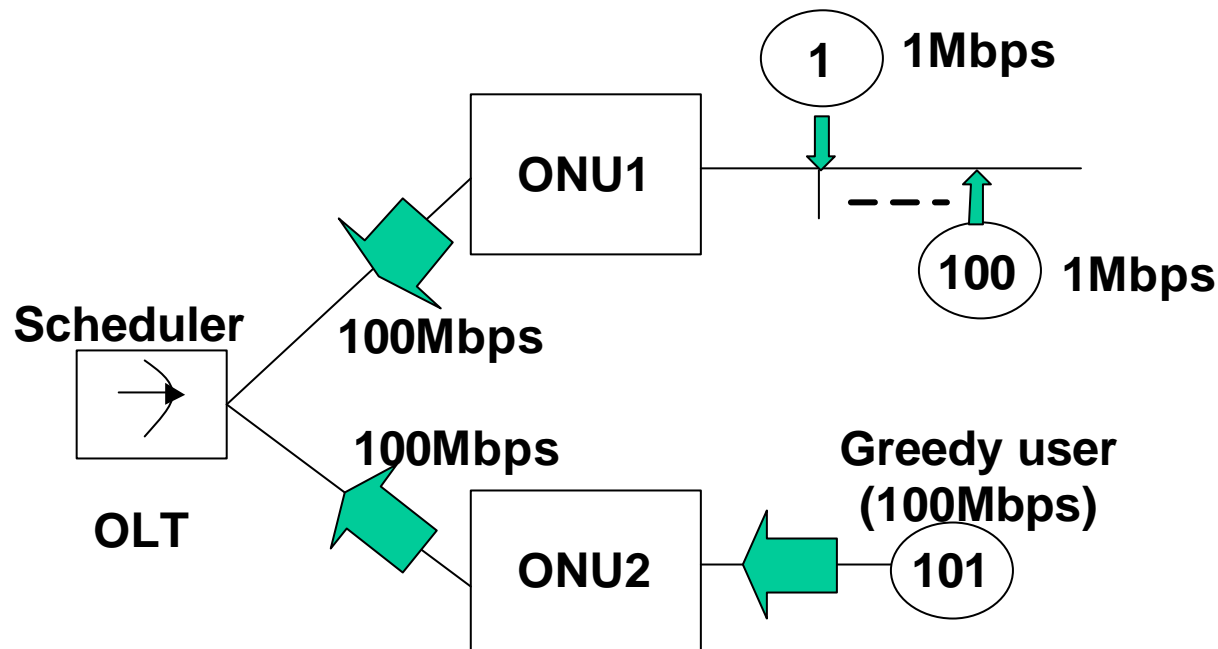 1
1Mbps
ONU1
100
1Mbps
100Mbps
Scheduler
OLT
100Mbps
Greedy user
(100Mbps)
ONU2
101